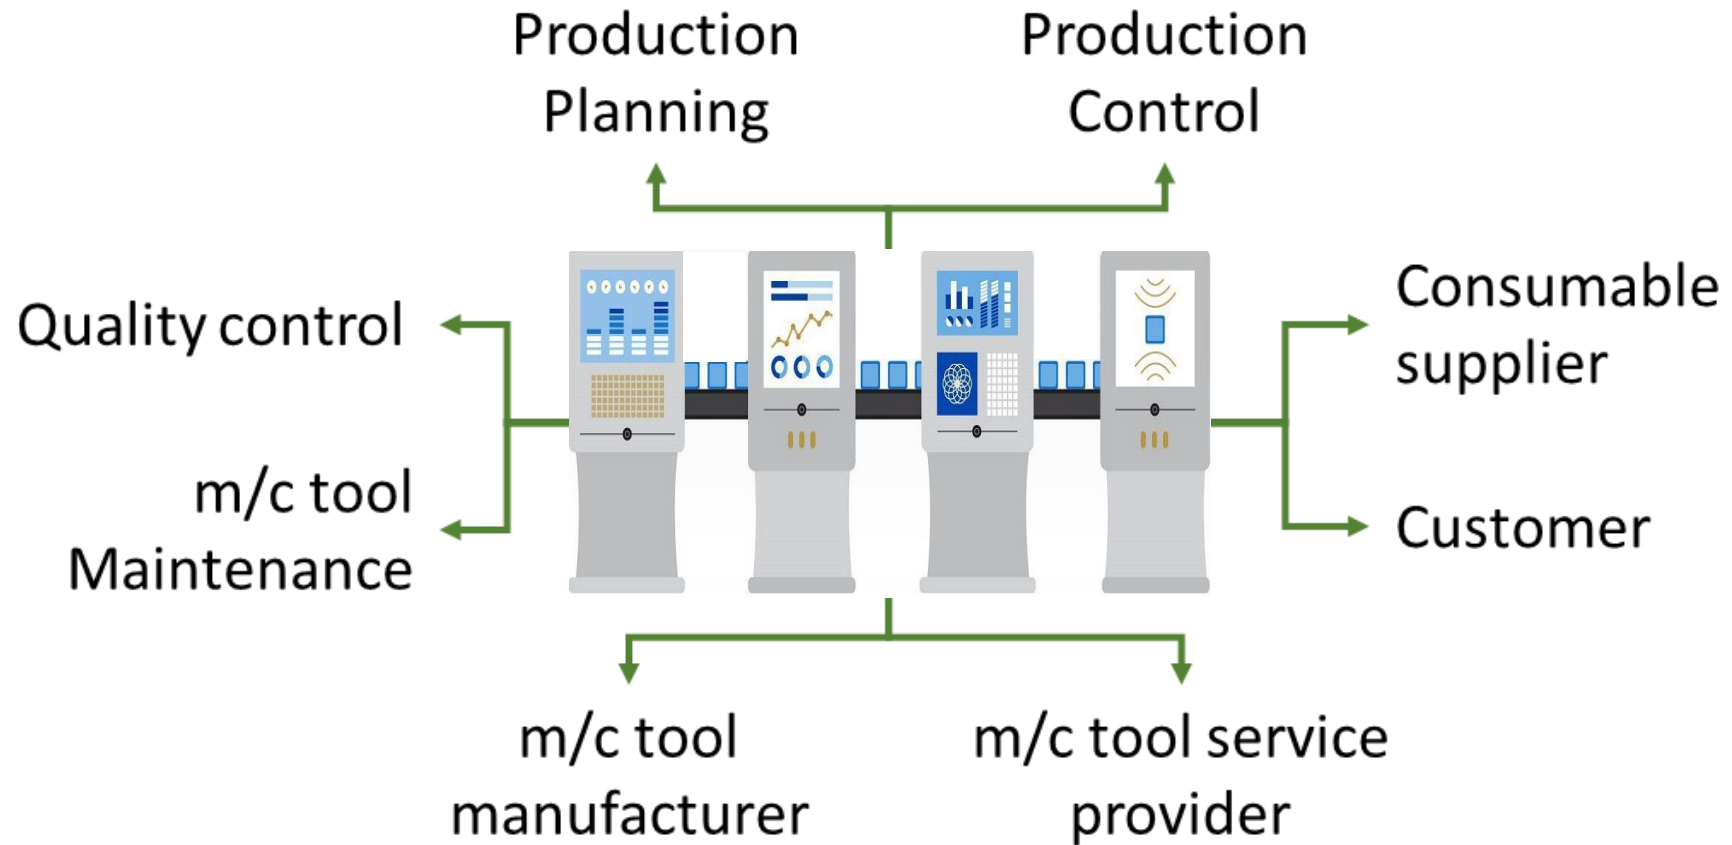 Production
Planning
Production
Control
Quality control
m/c tool
Maintenance
Consumable
supplier
Customer
m/c tool
manufacturer
m/c tool service
provider